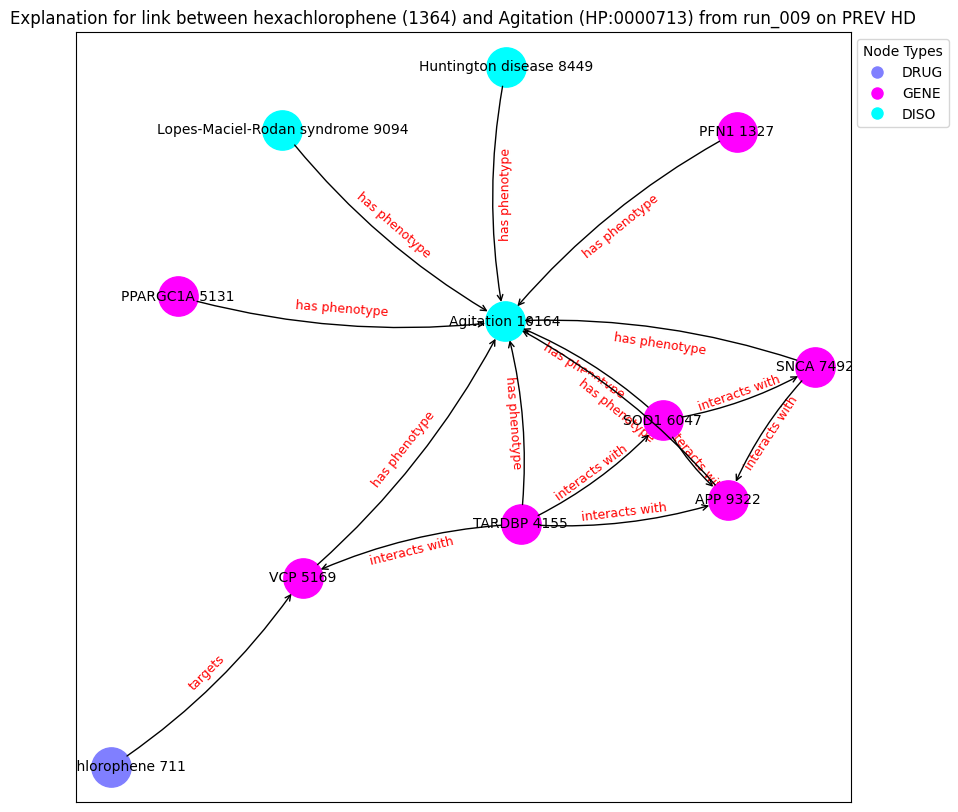 Explanation for link between hexachlorophene (1364) and Agitation (HP:0000713) from run_009 on PREV HD
Node Types
DRUG
GENE
DISO
Huntington disease 8449
Lopes-Maciel-Rodan syndrome 9094
PFN1 1327
has phenotype
has phenotype
has phenotype
PPARGC1A 5131
has phenotype
Agitation 10164
has phenotype
SNCA 7492
has phenotype
has phenotype
has phenotype
interacts with
SOD1 6047
interacts with
interacts with
has phenotype
interacts with
APP 9322
interacts with
TARDBP 4155
interacts with
VCP 5169
targets
hlorophene 711